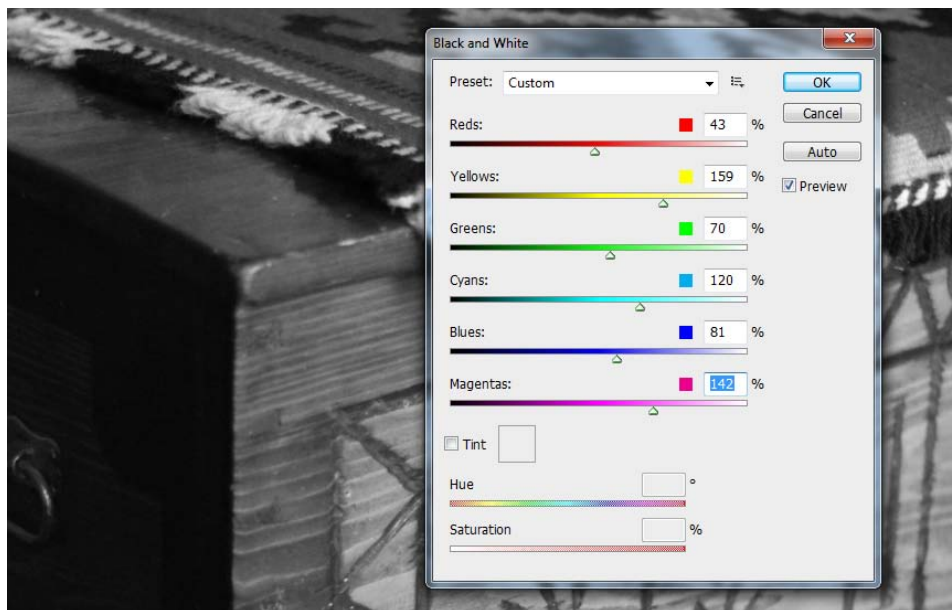 Black and White
Preset: Custom
OK
Reds: 43 %
Cancel
Auto
Yellows: 159 %
Preview
Greens: 70 %
Cyans: 120 %
Blues: 81 %
Magentas: 142 %
Tint
Hue °
Saturation %